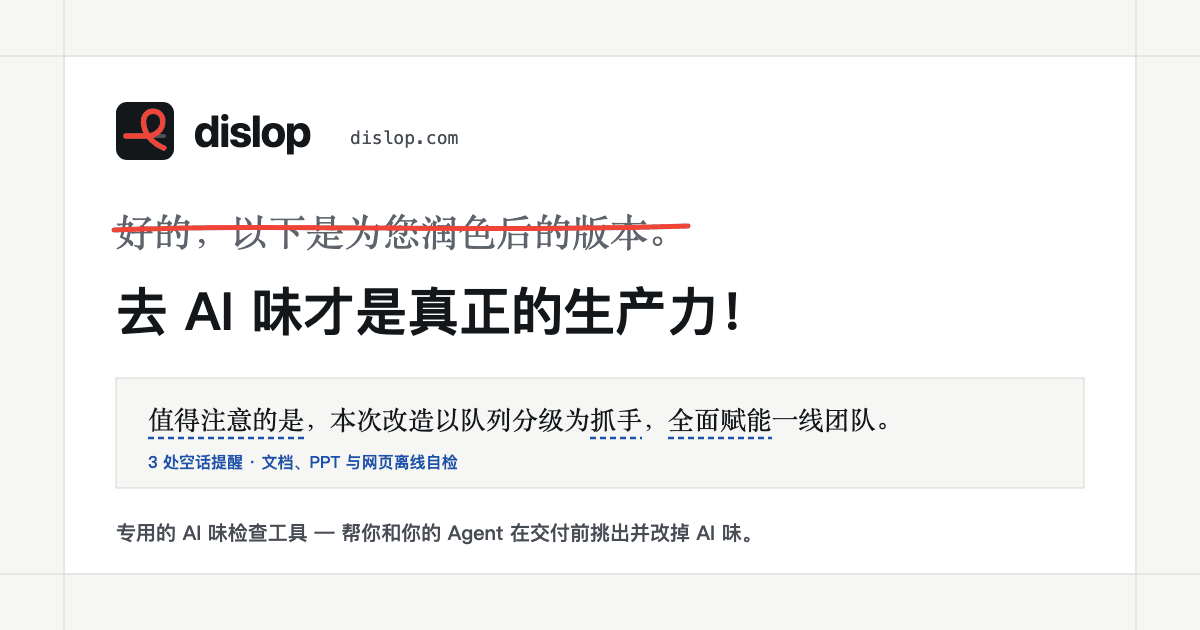 dislop
dislop.com
好的，以下是为您润色后的版本。
去 AI 味才是真正的生产力！
值得注意的是，本次改造以队列分级为抓手，全面赋能一线团队。
3 处空话提醒 · 文档、PPT 与网页离线自检
专用的 AI 味检查工具 — 帮你和你的 Agent 在交付前挑出并改掉 AI 味。